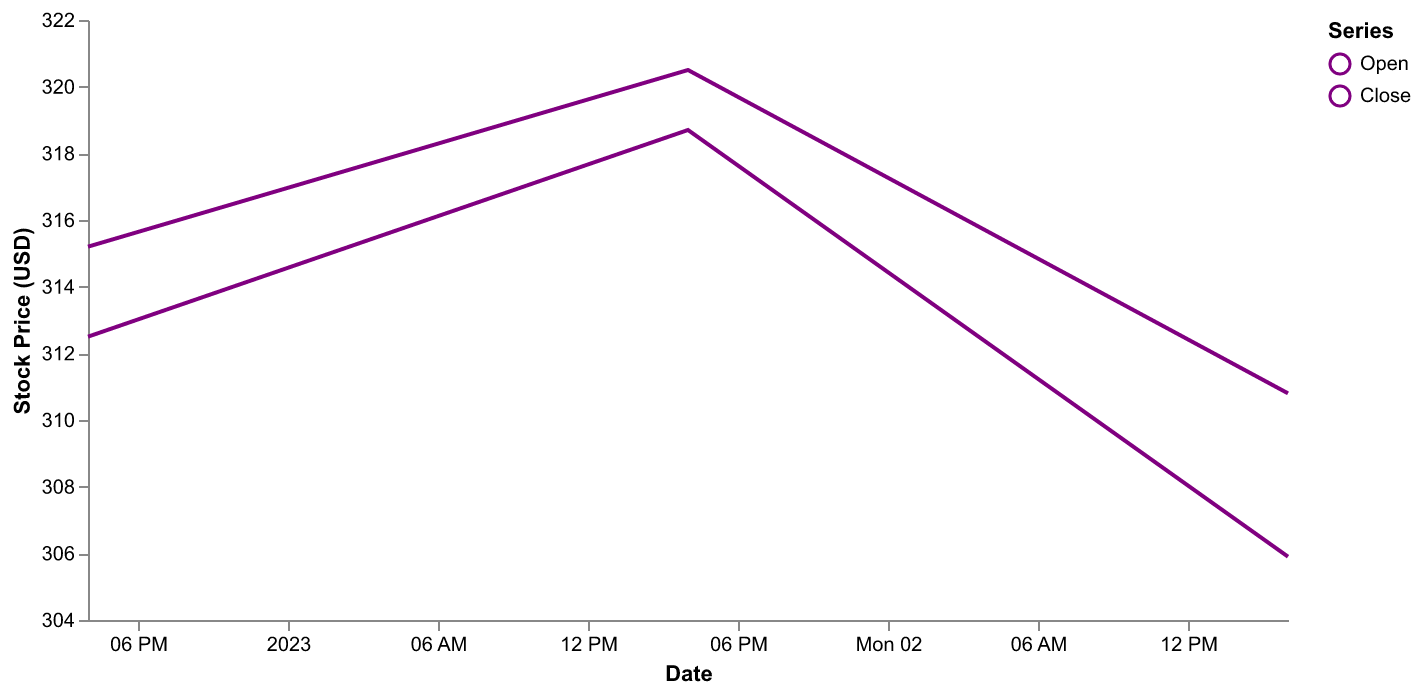 322
320
318
316
314
312
310
308
306
304
Stock Price (USD)
06 PM
2023
06 AM
12 PM
06 PM
Mon 02
06 AM
12 PM
Date
Series
Open
Close